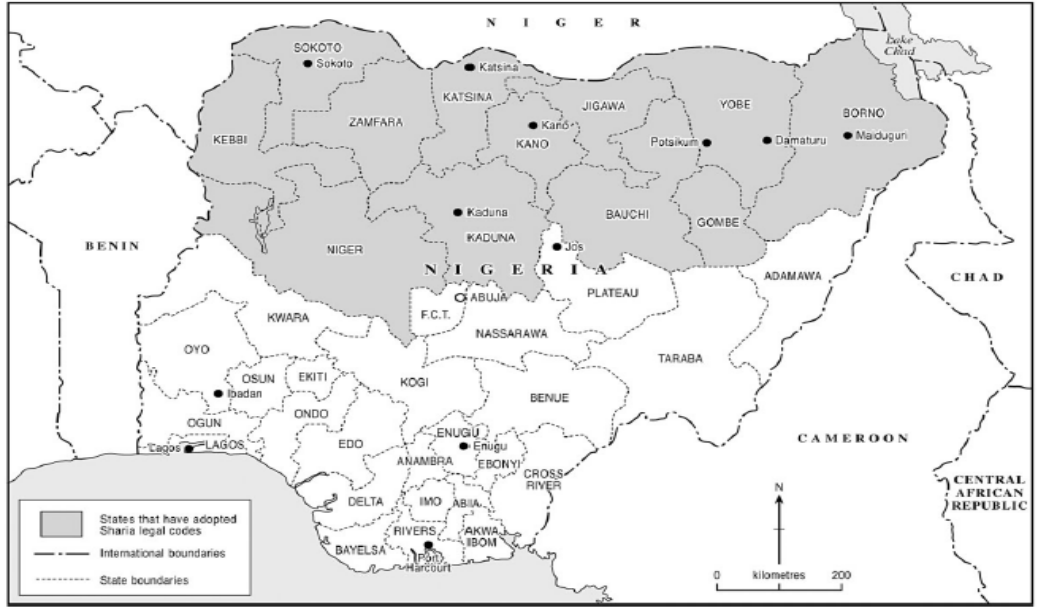 N I G E R
Lake
Chad
SOKOTO
Sokoto
Katsina
KATSINA
JIGAWA
YOBE
BORNO
ZAMFARA
KEBBI
Kano
KANO
Potsikum
Damaturu
Maiduguri
Kaduna
KADUNA
BAUCHI
GOMBE
NIGER
Jos
BENIN
N I G E R I A
ADAMAWA
CHAD
ABUJA
F.C.T.
PLATEAU
KWARA
NASSARAWA
OYO
TARABA
OSUN
EKITI
KOGI
BENUE
Ibadan
ONDO
OGUN
ENUGU
Enugu
EDO
CAMEROON
Lagos
LAGOS
ANAMBRA
EBONYI
CROSS
RIVER
CENTRAL
AFRICAN
REPUBLIC
DELTA
IMO
ABIA
N
RIVERS
AKWA
IBOM
BAYELSA
Port
Harcourt
States that have adopted
Sharia legal codes
International boundaries
State boundaries
0 kilometres 200